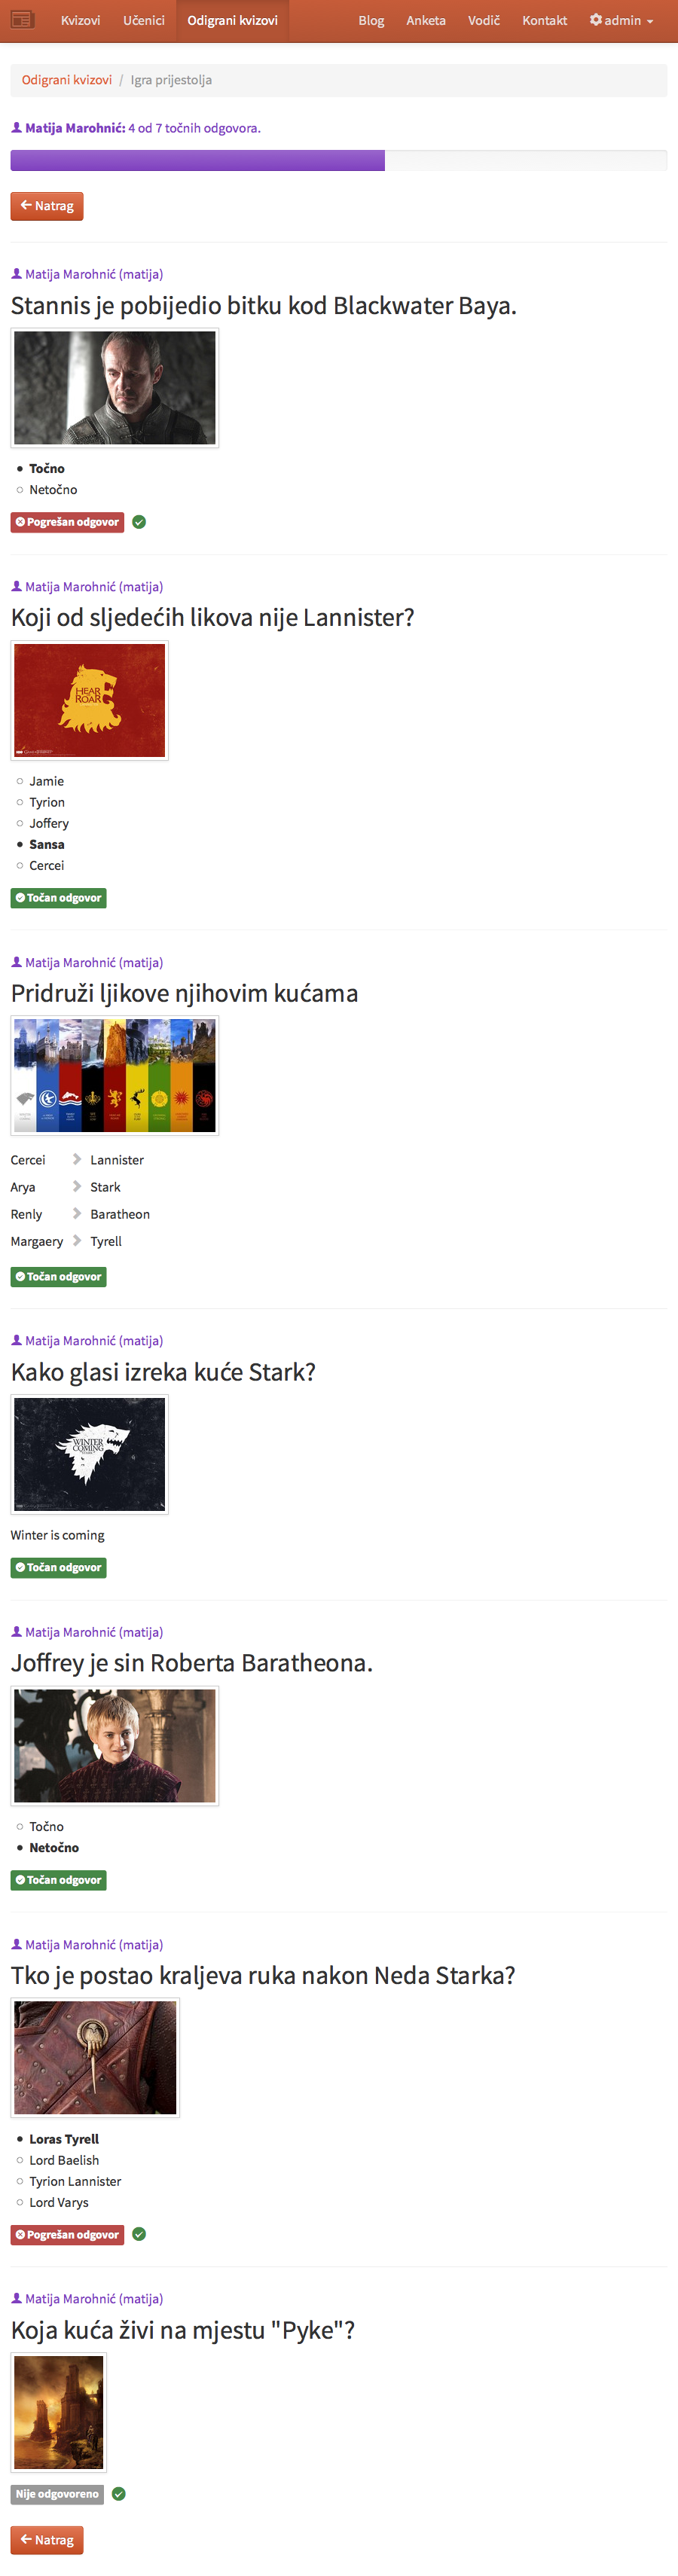 Kvizovi Učenici Odigrani kvizovi Blog Anketa Vodič Kontakt admin
Odigrani kvizovi / Igra prijestolja
Matija Marohnić: 4 od 7 točnih odgovora.
Natrag
Matija Marohnić (matija)
Stannis je pobijedio bitku kod Blackwater Baya.
Točno
Netočno
Pogrešan odgovor
Matija Marohnić (matija)
Koji od sljedećih likova nije Lannister?
HEAR
ROAR
Jamie
Tyrion
Joffery
Sansa
Cercei
Točan odgovor
Matija Marohnić (matija)
Pridruži ljikove njihovim kućama
Cercei Lannister
Arya Stark
Renly Baratheon
Margaery Tyrell
Točan odgovor
Matija Marohnić (matija)
Kako glasi izreka kuće Stark?
WINTER
COMING
Winter is coming
Točan odgovor
Matija Marohnić (matija)
Joffrey je sin Roberta Baratheona.
Točno
Netočno
Točan odgovor
Matija Marohnić (matija)
Tko je postao kraljeva ruka nakon Neda Starka?
Loras Tyrell
Lord Baelish
Tyrion Lannister
Lord Varys
Pogrešan odgovor
Matija Marohnić (matija)
Koja kuća živi na mjestu "Pyke"?
Nije odgovoreno
Natrag